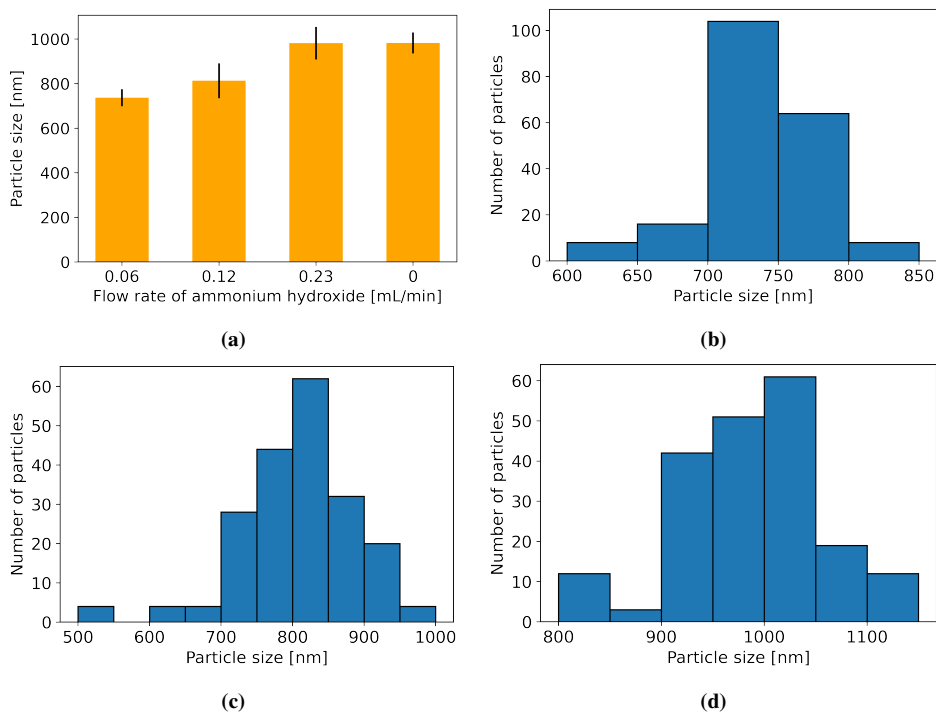 1000
800
600
400
200
0
Particle size [nm]
0.06 0.12 0.23 0
Flow rate of ammonium hydroxide [mL/min]
(a)
100
80
60
40
20
0
Number of particles
600 650 700 750 800 850
Particle size [nm]
(b)
60
50
40
30
20
10
0
Number of particles
500 600 700 800 900 1000
Particle size [nm]
(c)
60
50
40
30
20
10
0
Number of particles
800 900 1000 1100
Particle size [nm]
(d)